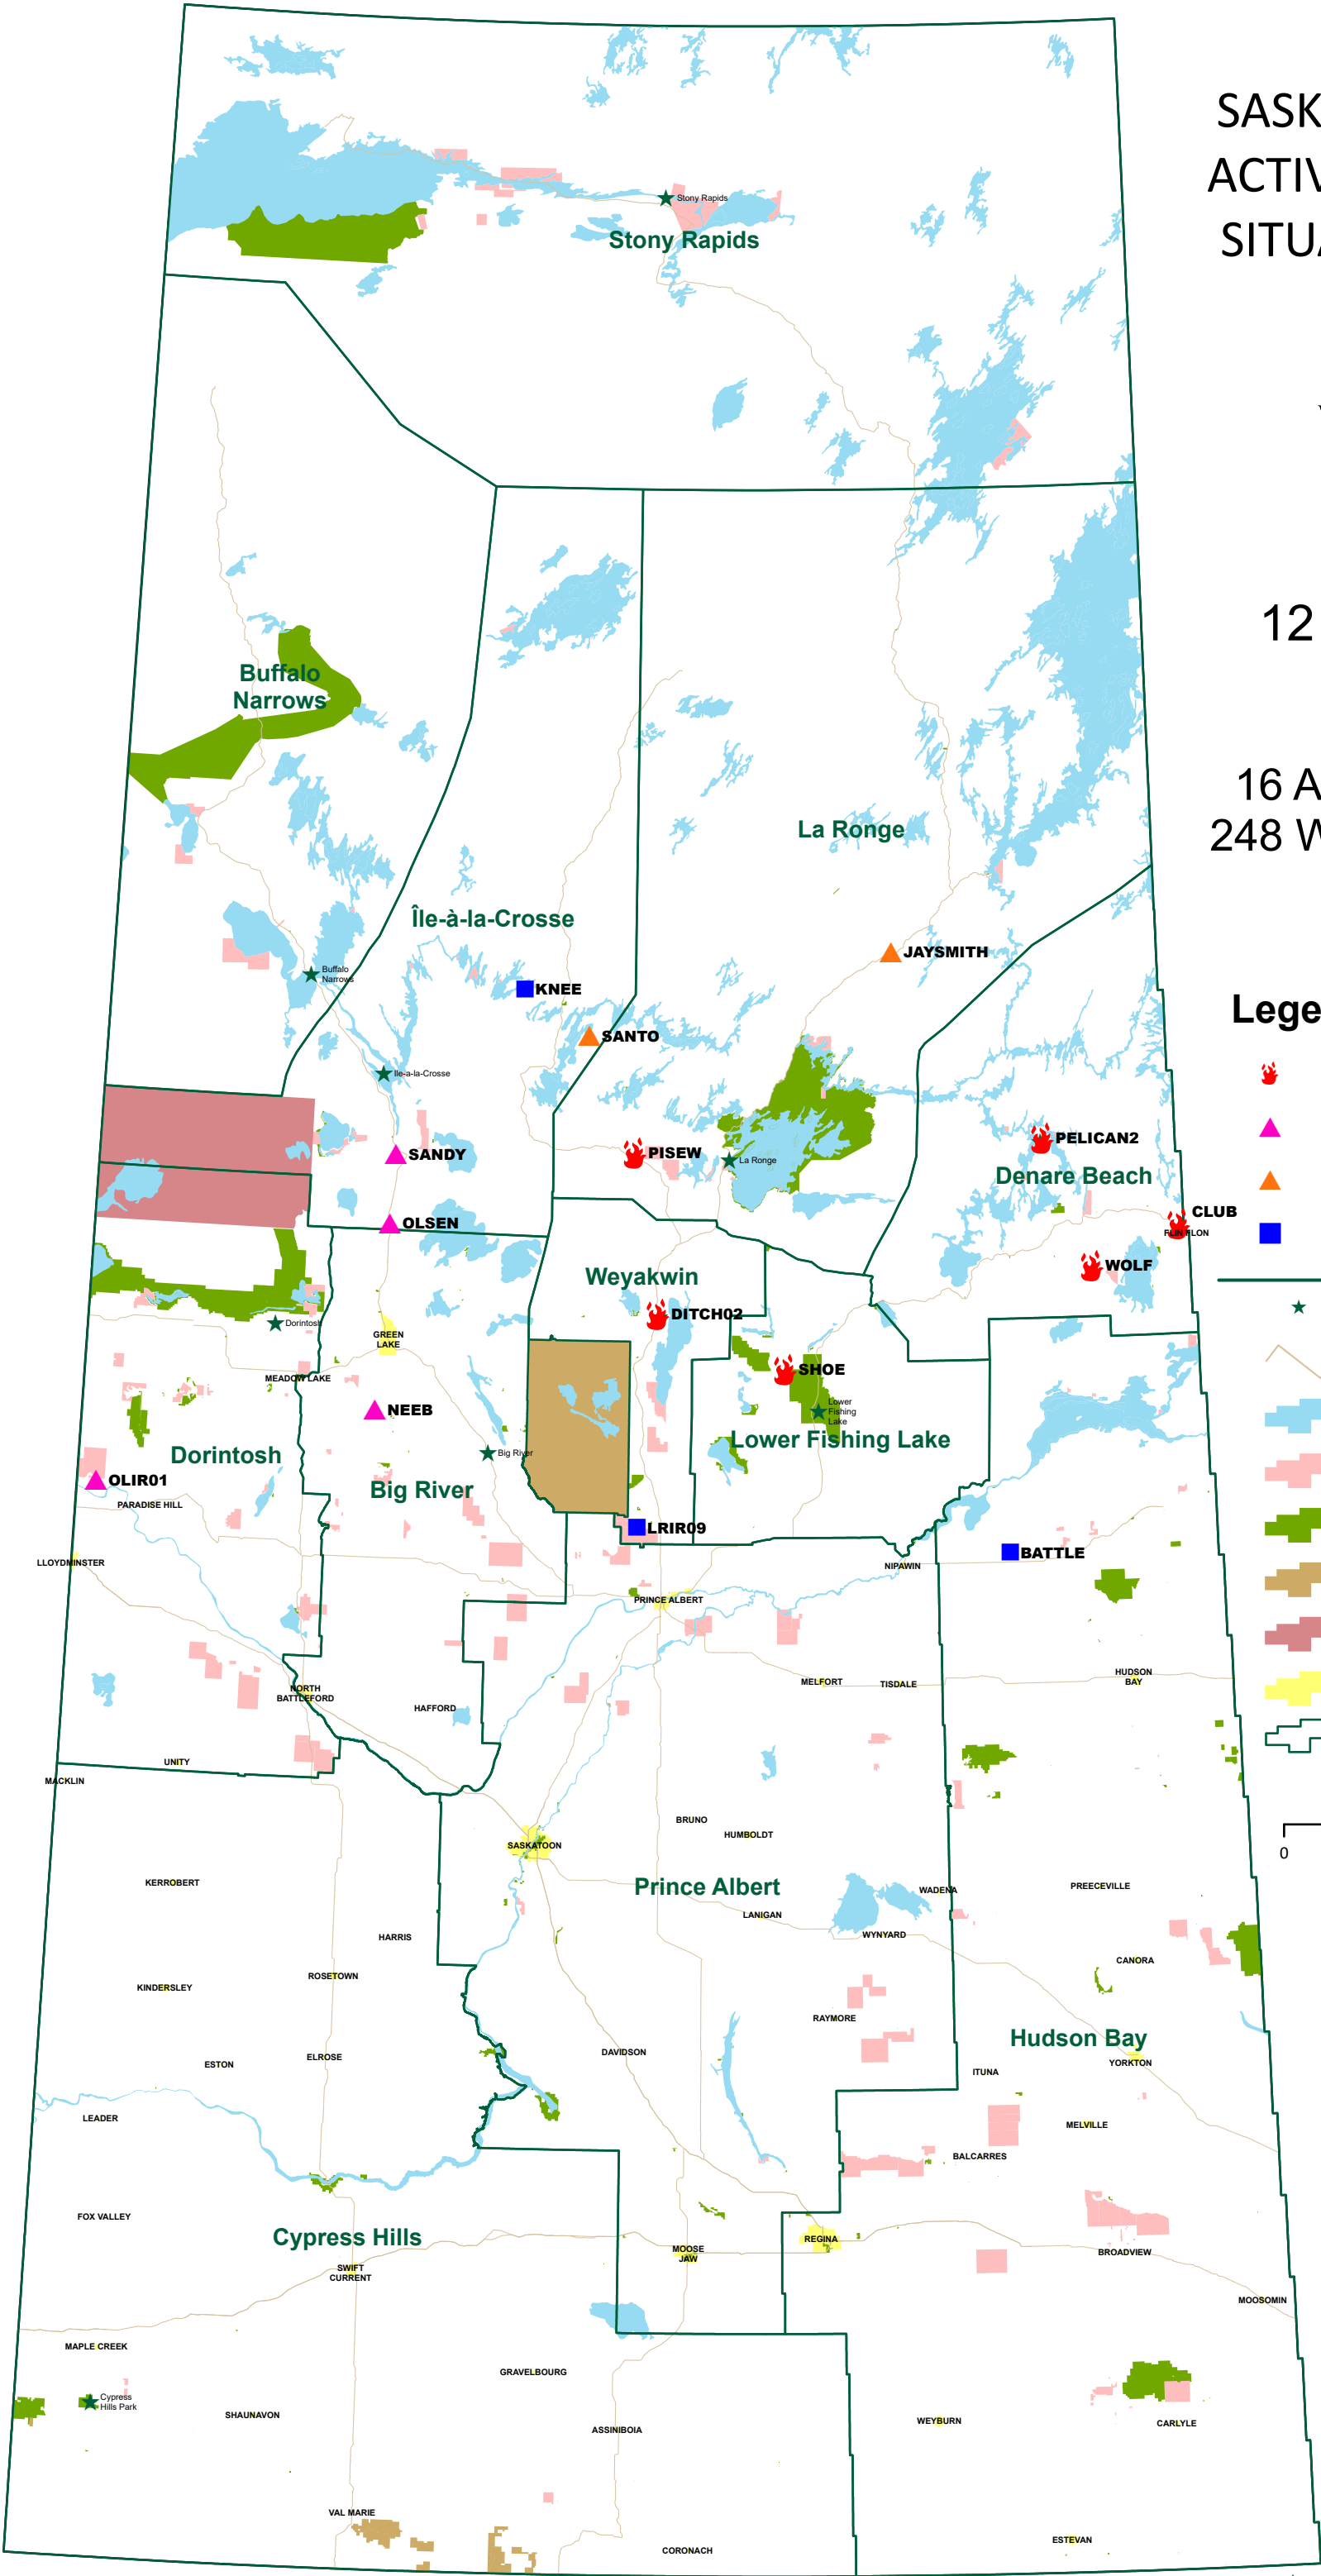 SASK
ACTIV
SITUA
Stony Rapids
Stony Rapids
12
Buffalo
Narrows
16 A
248 W
La Ronge
Île-à-la-Crosse
JAYSMITH
Buffalo
Narrows
KNEE
Lege
SANTO
Ile-a-la-Crosse
PELICAN2
SANDY
PISEW
La Ronge
Denare Beach
CLUB
OLSEN
FLIN FLON
WOLF
Weyakwin
DITCH02
Dorintosh
GREEN
LAKE
SHOE
MEADOW LAKE
Lower
Fishing
Lake
NEEB
Lower Fishing Lake
Dorintosh
Big River
OLIR01
Big River
PARADISE HILL
LRIR09
BATTLE
LLOYDMINSTER
NIPAWIN
PRINCE ALBERT
HUDSON
BAY
MELFORT
TISDALE
NORTH
BATTLEFORD
HAFFORD
UNITY
MACKLIN
BRUNO
HUMBOLDT
SASKATOON
0
KERROBERT
Prince Albert
WADENA
PREECEVILLE
LANIGAN
HARRIS
WYNYARD
CANORA
ROSETOWN
KINDERSLEY
RAYMORE
Hudson Bay
DAVIDSON
ELROSE
ESTON
YORKTON
ITUNA
LEADER
MELVILLE
BALCARRES
FOX VALLEY
Cypress Hills
REGINA
MOOSE
JAW
BROADVIEW
SWIFT
CURRENT
MOOSOMIN
MAPLE CREEK
GRAVELBOURG
Cypress
Hills Park
SHAUNAVON
WEYBURN
CARLYLE
ASSINIBOIA
VAL MARIE
ESTEVAN
CORONACH